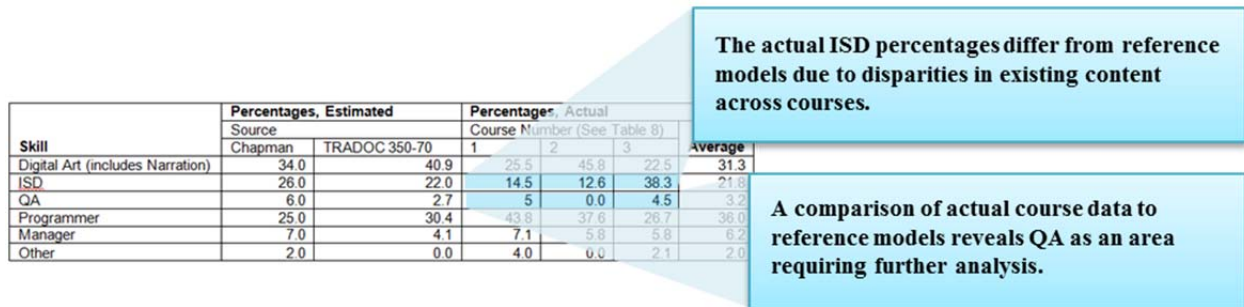 The actual ISD percentages differ from reference
models due to disparities in existing content
across courses.
Percentages, Estimated Percentages, Actual
Source Course Number (See Table 8)
Skill Chapman TRADOC 350-70 1 2 3 Average
Digital Art (includes Narration) 34.0 40.9 25.5 45.8 22.5 31.3
ISD 26.0 22.0 14.5 12.6 38.3 21.8
QA 6.0 2.7 5 0.0 4.5 3.2
Programmer 25.0 30.4 43.8 37.6 26.7 36.0
Manager 7.0 4.1 7.1 5.8 5.8 6.2
Other 2.0 0.0 4.0 0.0 2.1 2.0
A comparison of actual course data to
reference models reveals QA as an area
requiring further analysis.